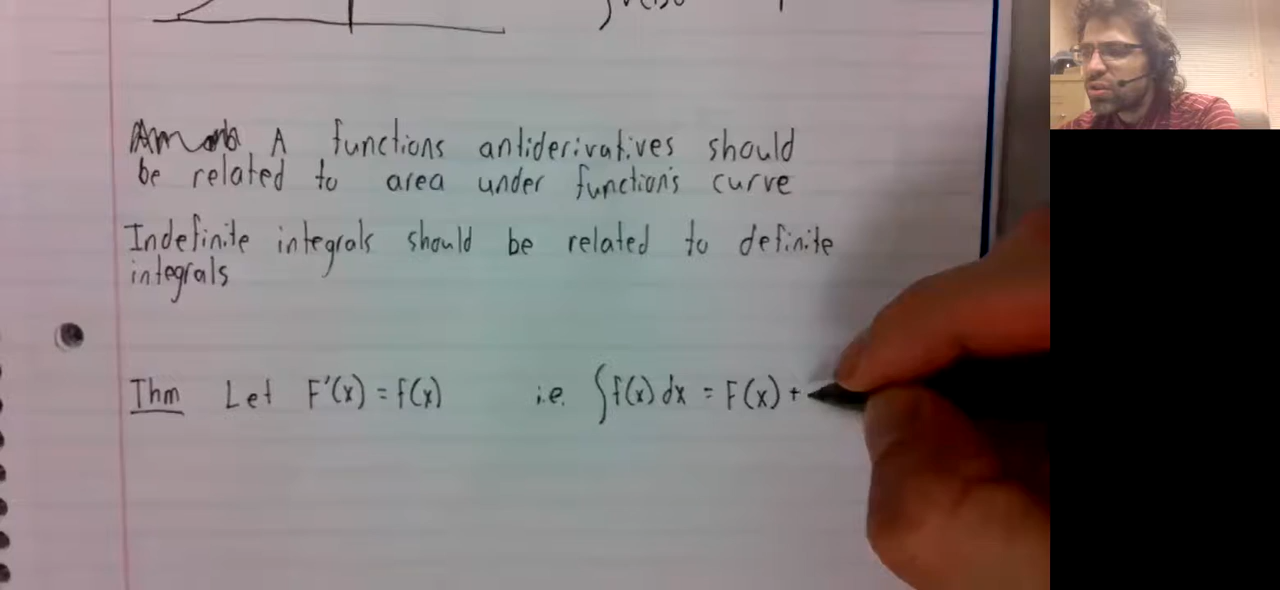 A functions antiderivatives should
be related to area under function's curve
Indefinite integrals should be related to definite
integrals
Thm Let F'(x) = f(x) i.e. ∫f(x) dx = F(x) +